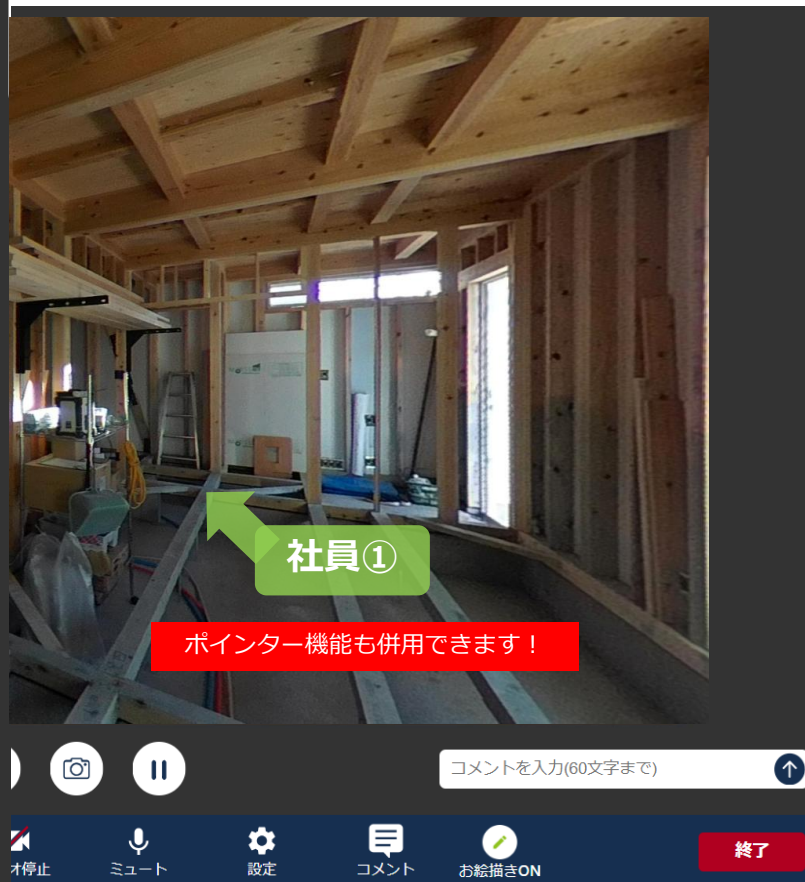 社員①
ポインター機能も併用できます！
コメントを入力(60文字まで)
オ停止
ミュート
設定
コメント
お絵描きON
終了